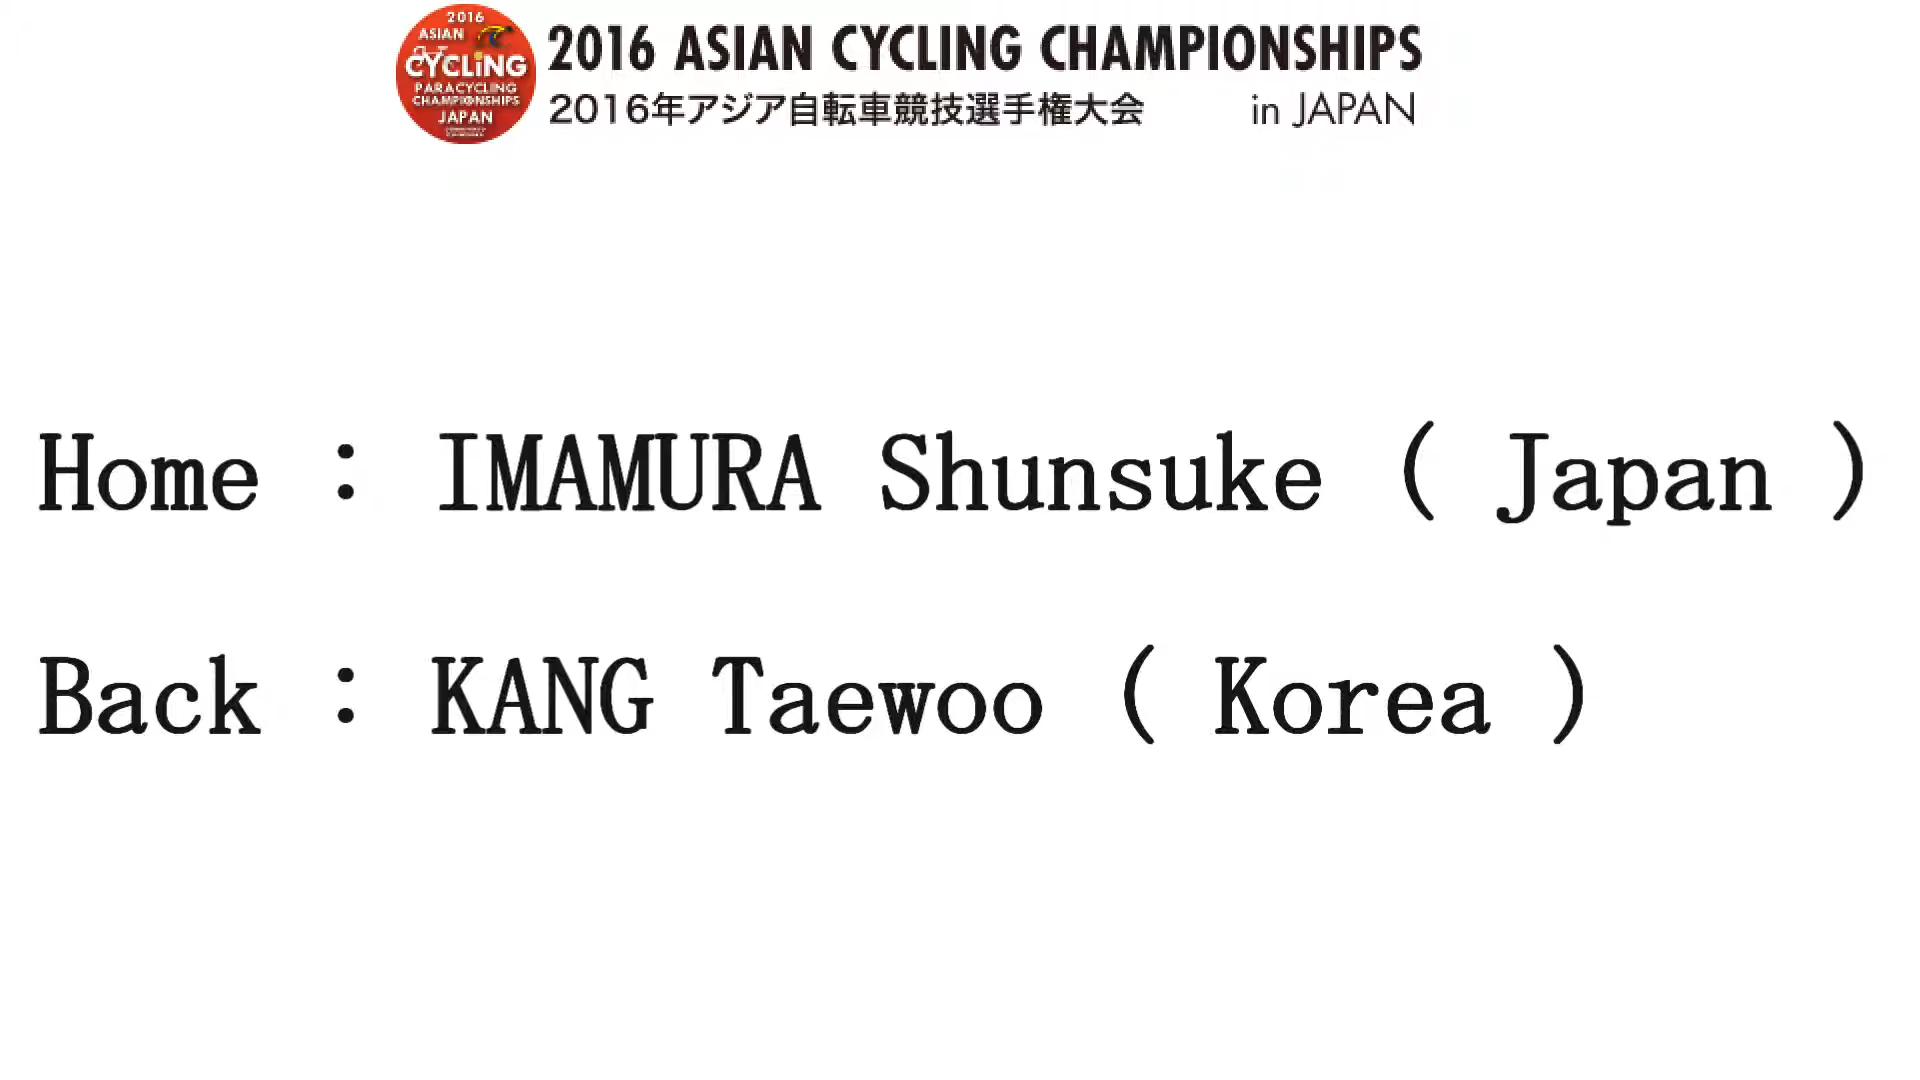 2016
ASIAN
CYCLING
PARACYCLING
CHAMPIONSHIPS
JAPAN
2016 ASIAN CYCLING CHAMPIONSHIPS
2016年アジア自転車競技選手権大会 in JAPAN
Home : IMAMURA Shunsuke ( Japan )
Back : KANG Taewoo ( Korea )